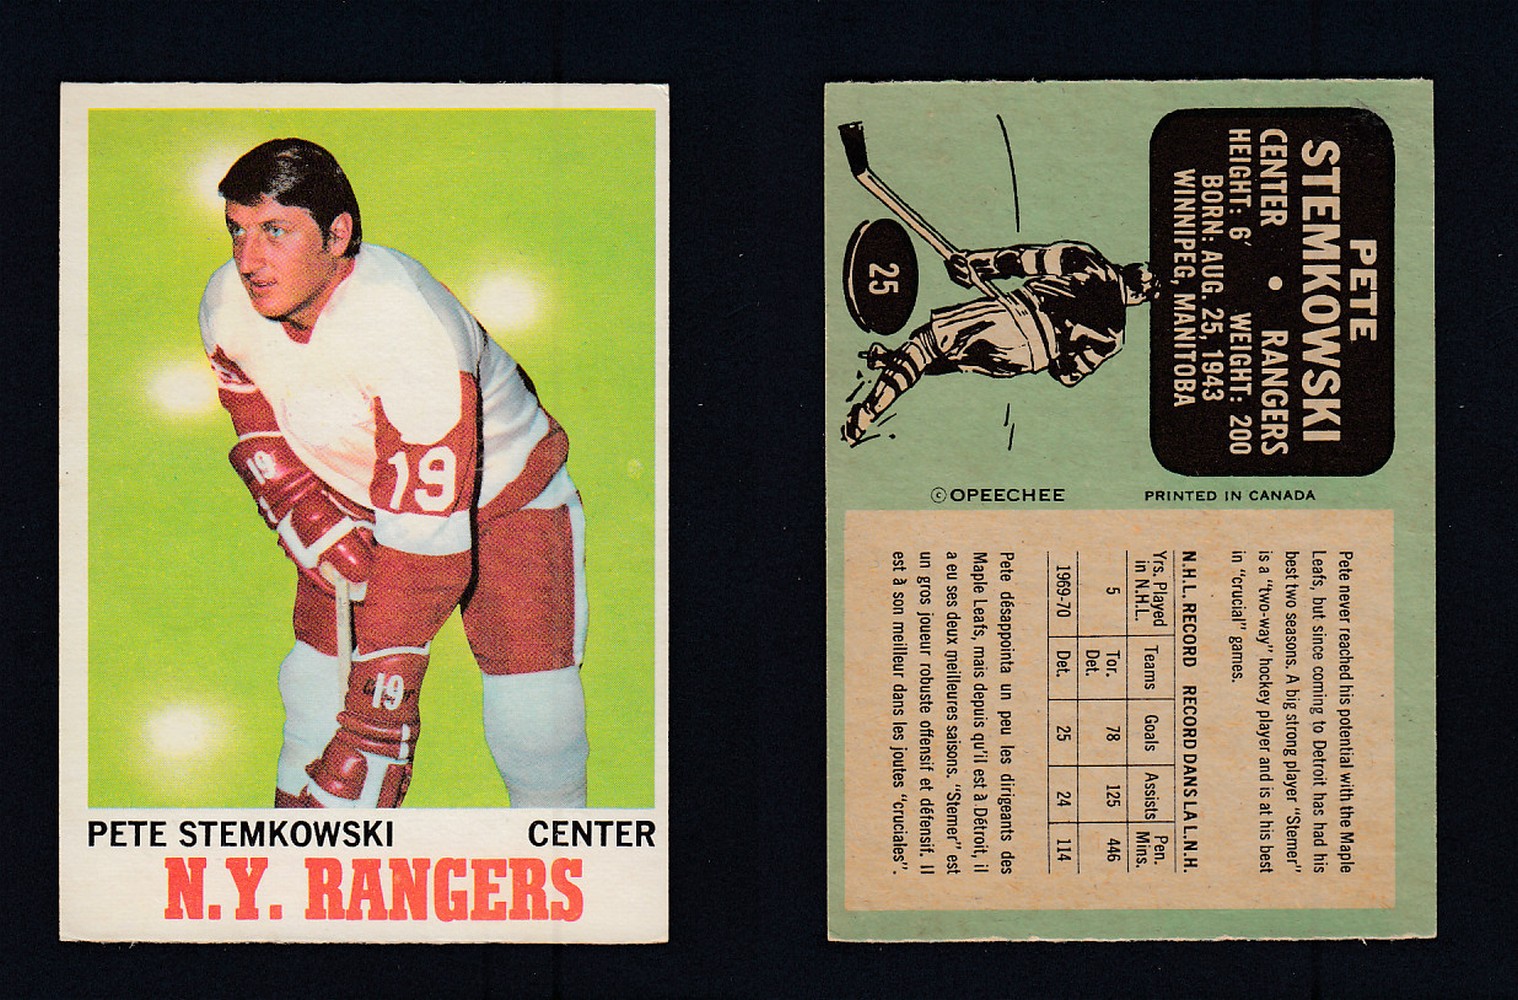 19
19
19
PETE STEMKOWSKI CENTER
N.Y. RANGERS
PETE
STEMKOWSKI
CENTER • RANGERS
HEIGHT: 6' WEIGHT: 200
BORN: AUG. 25, 1943
WINNIPEG, MANITOBA
25
© OPEECHEE PRINTED IN CANADA
Pete never reached his potential with the Maple
Leafs, but since coming to Detroit has had his
best two seasons. A big strong player "Stemer"
is a "two-way" hockey player and is at his best
in "crucial" games.
N.H.L. RECORD RECORD DANS LA L.N.H.
Yrs. Played in N.H.L. Teams Goals Assists Pen. Mins.
5 Tor. Det. 78 125 446
1969-70 Det. 25 24 114
Pete désappointa un peu les dirigeants des
Maple Leafs, mais depuis qu'il est à Détroit, il
a eu ses deux meilleures saisons. "Stemer" est
un gros joueur robuste offensif et défensif. Il
est à son meilleur dans les joutes "cruciales".